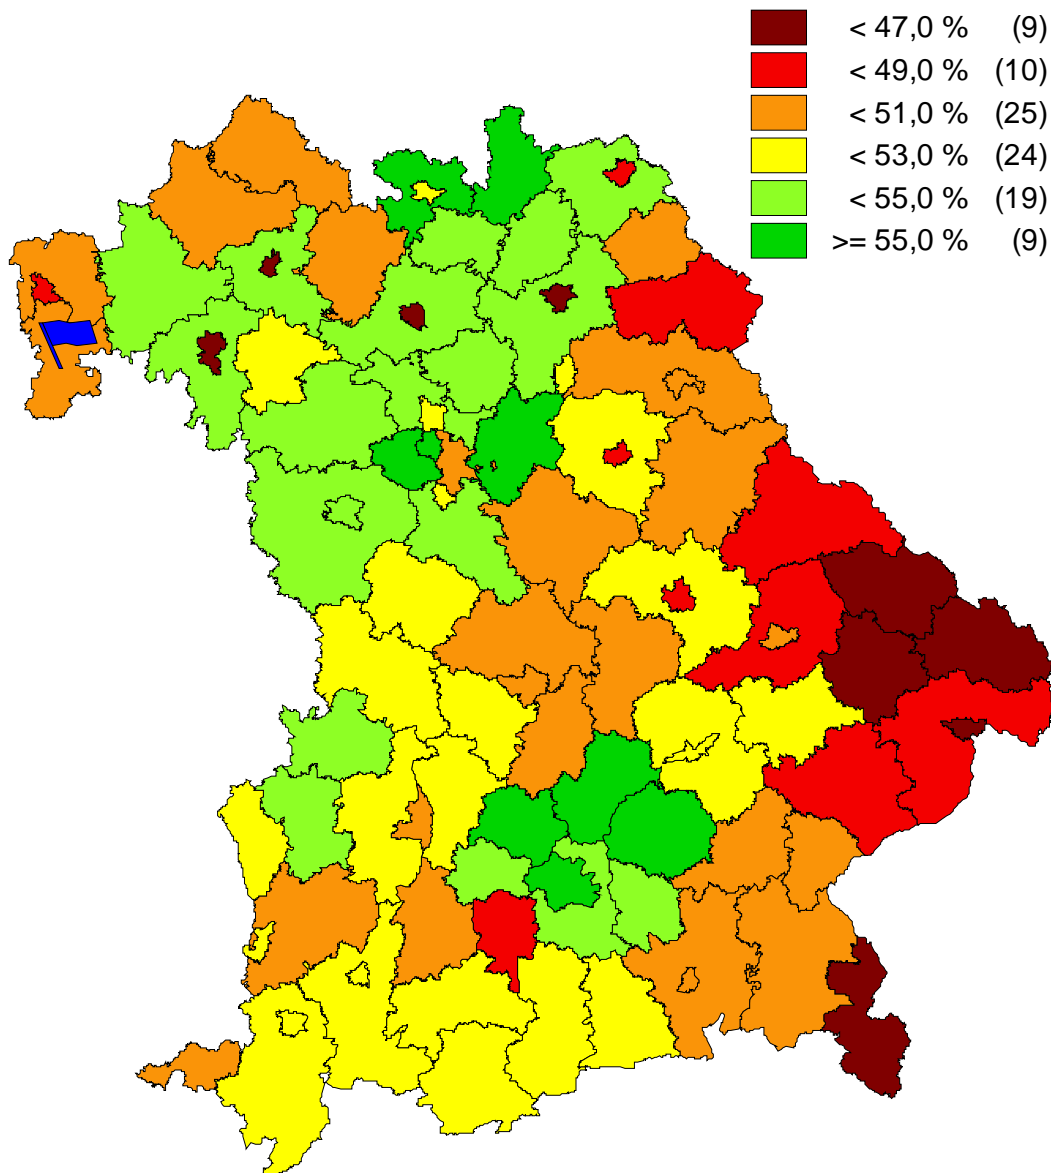 < 47,0 % (9)
< 49,0 % (10)
< 51,0 % (25)
< 53,0 % (24)
< 55,0 % (19)
>= 55,0 % (9)